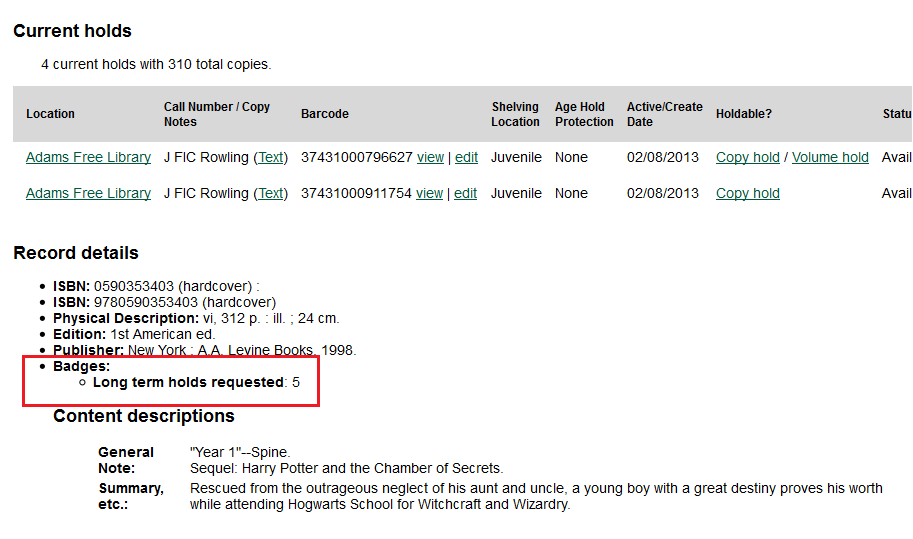 Current holds
4 current holds with 310 total copies.
Location Call Number / Copy Notes Barcode Shelving Location Age Hold Protection Active/Create Date Holdable? Statu
Adams Free Library J FIC Rowling (Text) 37431000796627 view | edit Juvenile None 02/08/2013 Copy hold / Volume hold Avail
Adams Free Library J FIC Rowling (Text) 37431000911754 view | edit Juvenile None 02/08/2013 Copy hold Avail
Record details
ISBN: 0590353403 (hardcover) :
ISBN: 9780590353403 (hardcover)
Physical Description: vi, 312 p. : ill. ; 24 cm.
Edition: 1st American ed.
Publisher: New York : A.A. Levine Books, 1998.
Badges:
Long term holds requested: 5
Content descriptions
General Note: "Year 1"--Spine.
Sequel: Harry Potter and the Chamber of Secrets.
Summary, etc.: Rescued from the outrageous neglect of his aunt and uncle, a young boy with a great destiny proves his worth
while attending Hogwarts School for Witchcraft and Wizardry.